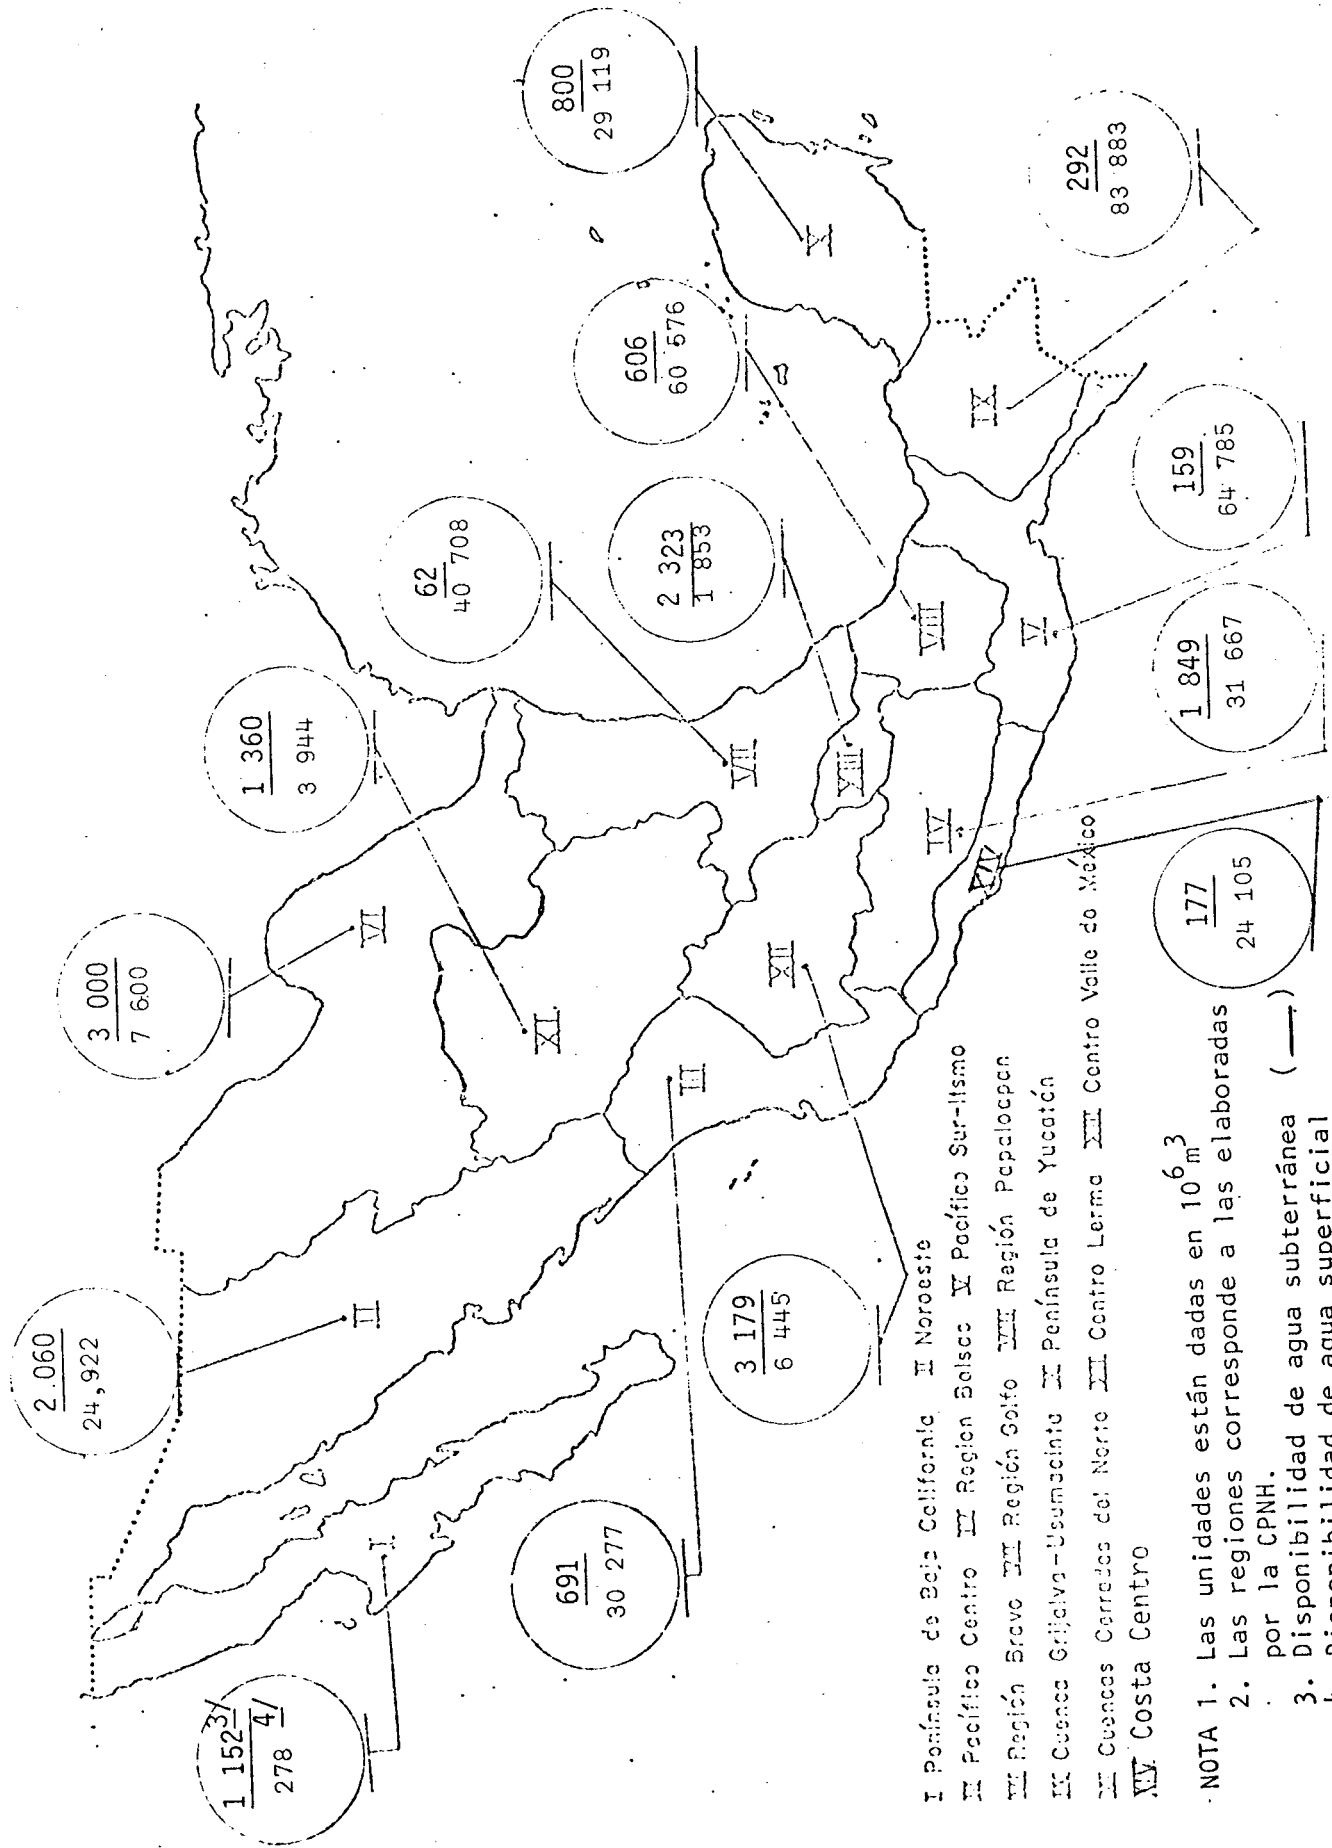 2.060
24,922
3 000
7 600
1 360
3 944
62
40 708
2 323
1 853
606
60 576
800
29 119
292
83 883
159
64 785
1 849
31 667
177
24 105
3 179
6 445
691
30 277
1 152 3/
278 4/
I
II
III
IV
V
VI
VII
VIII
IX
X
XI
XII
XIII
XIV
I Península de Baja California II Noroeste
III Pacífico Centro IV Region Balsas V Pacífico Sur-Itsmo
VI Región Bravo VII Región Golfo VIII Región Papaloapan
IX Cuenca Grijalva-Usumacinta X Península de Yucatán
XI Cuencas Cerradas del Norte XII Centro Lerma XIII Centro Valle de México
XIV Costa Centro
NOTA 1. Las unidades están dadas en 10⁶m³
2. Las regiones corresponde a las elaboradas
por la CPNH.
3. Disponibilidad de agua subterránea (—)
4. Disponibilidad de agua superficial